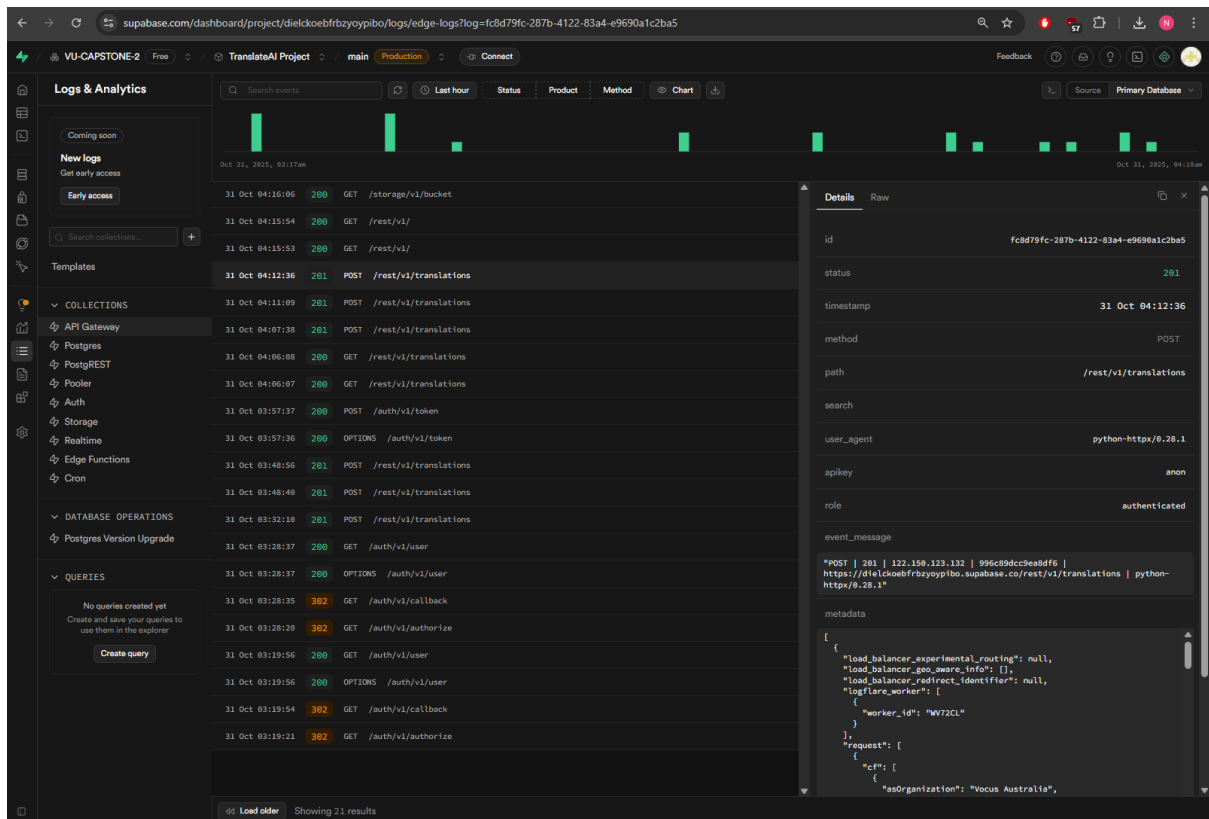 supabase.com/dashboard/project/dielckoebfrbzyoypibo/logs/edge-logs?log=fc8d79fc-287b-4122-83a4-e9690a1c2ba5
57
N
VU-CAPSTONE-2 Free TranslateAI Project main Production Connect Feedback
Logs & Analytics
Search events Last hour Status Product Method Chart Source Primary Database
Coming soon
New logs
Get early access
Early access
Search collections...
Templates
COLLECTIONS
API Gateway
Postgres
PostgREST
Pooler
Auth
Storage
Realtime
Edge Functions
Cron
DATABASE OPERATIONS
Postgres Version Upgrade
QUERIES
No queries created yet
Create and save your queries to
use them in the explorer
Create query
Oct 31, 2025, 03:17am Oct 31, 2025, 04:18am
31 Oct 04:16:06 200 GET /storage/v1/bucket
31 Oct 04:15:54 200 GET /rest/v1/
31 Oct 04:15:53 200 GET /rest/v1/
31 Oct 04:12:36 201 POST /rest/v1/translations
31 Oct 04:11:09 201 POST /rest/v1/translations
31 Oct 04:07:38 201 POST /rest/v1/translations
31 Oct 04:06:08 200 GET /rest/v1/translations
31 Oct 04:06:07 200 GET /rest/v1/translations
31 Oct 03:57:37 200 POST /auth/v1/token
31 Oct 03:57:36 200 OPTIONS /auth/v1/token
31 Oct 03:48:56 201 POST /rest/v1/translations
31 Oct 03:48:40 201 POST /rest/v1/translations
31 Oct 03:32:10 201 POST /rest/v1/translations
31 Oct 03:28:37 200 GET /auth/v1/user
31 Oct 03:28:37 200 OPTIONS /auth/v1/user
31 Oct 03:28:35 302 GET /auth/v1/callback
31 Oct 03:28:20 302 GET /auth/v1/authorize
31 Oct 03:19:56 200 GET /auth/v1/user
31 Oct 03:19:56 200 OPTIONS /auth/v1/user
31 Oct 03:19:54 302 GET /auth/v1/callback
31 Oct 03:19:21 302 GET /auth/v1/authorize
Load older Showing 21 results
Details Raw
id fc8d79fc-287b-4122-83a4-e9690a1c2ba5
status 201
timestamp 31 Oct 04:12:36
method POST
path /rest/v1/translations
search
user_agent python-httpx/0.28.1
apikey anon
role authenticated
event_message
"POST | 201 | 122.150.123.132 | 996c89dcc9ea8df6 |
https://dielckoebfrbzyoypibo.supabase.co/rest/v1/translations | python-
httpx/0.28.1"
metadata
[
{
"load_balancer_experimental_routing": null,
"load_balancer_geo_aware_info": [],
"load_balancer_redirect_identifier": null,
"logflare_worker": [
{
"worker_id": "WV72CL"
}
],
"request": [
{
"cf": [
{
"asOrganization": "Vocus Australia",